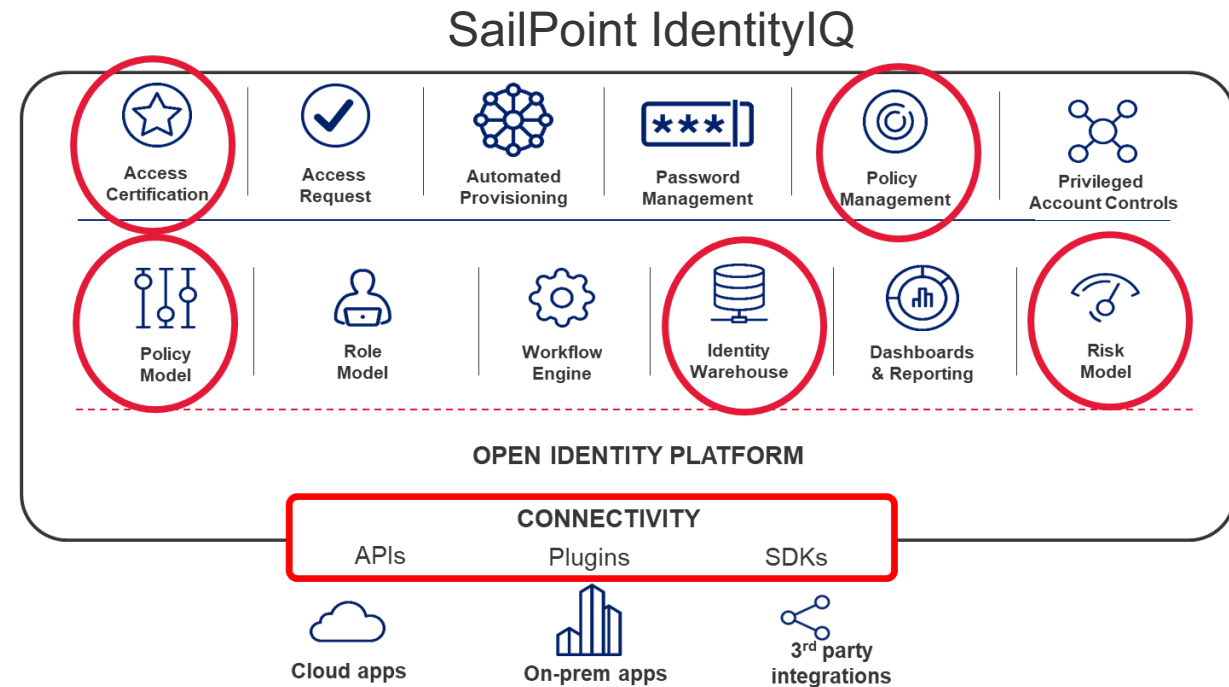 SailPoint IdentityIQ
Access
Certification
Access
Request
Automated
Provisioning
***
Password
Management
Policy
Management
Privileged
Account Controls
Policy
Model
Role
Model
Workflow
Engine
Identity
Warehouse
Dashboards
& Reporting
Risk
Model
OPEN IDENTITY PLATFORM
CONNECTIVITY
APIs Plugins SDKs
Cloud apps
On-prem apps
3rd party
integrations